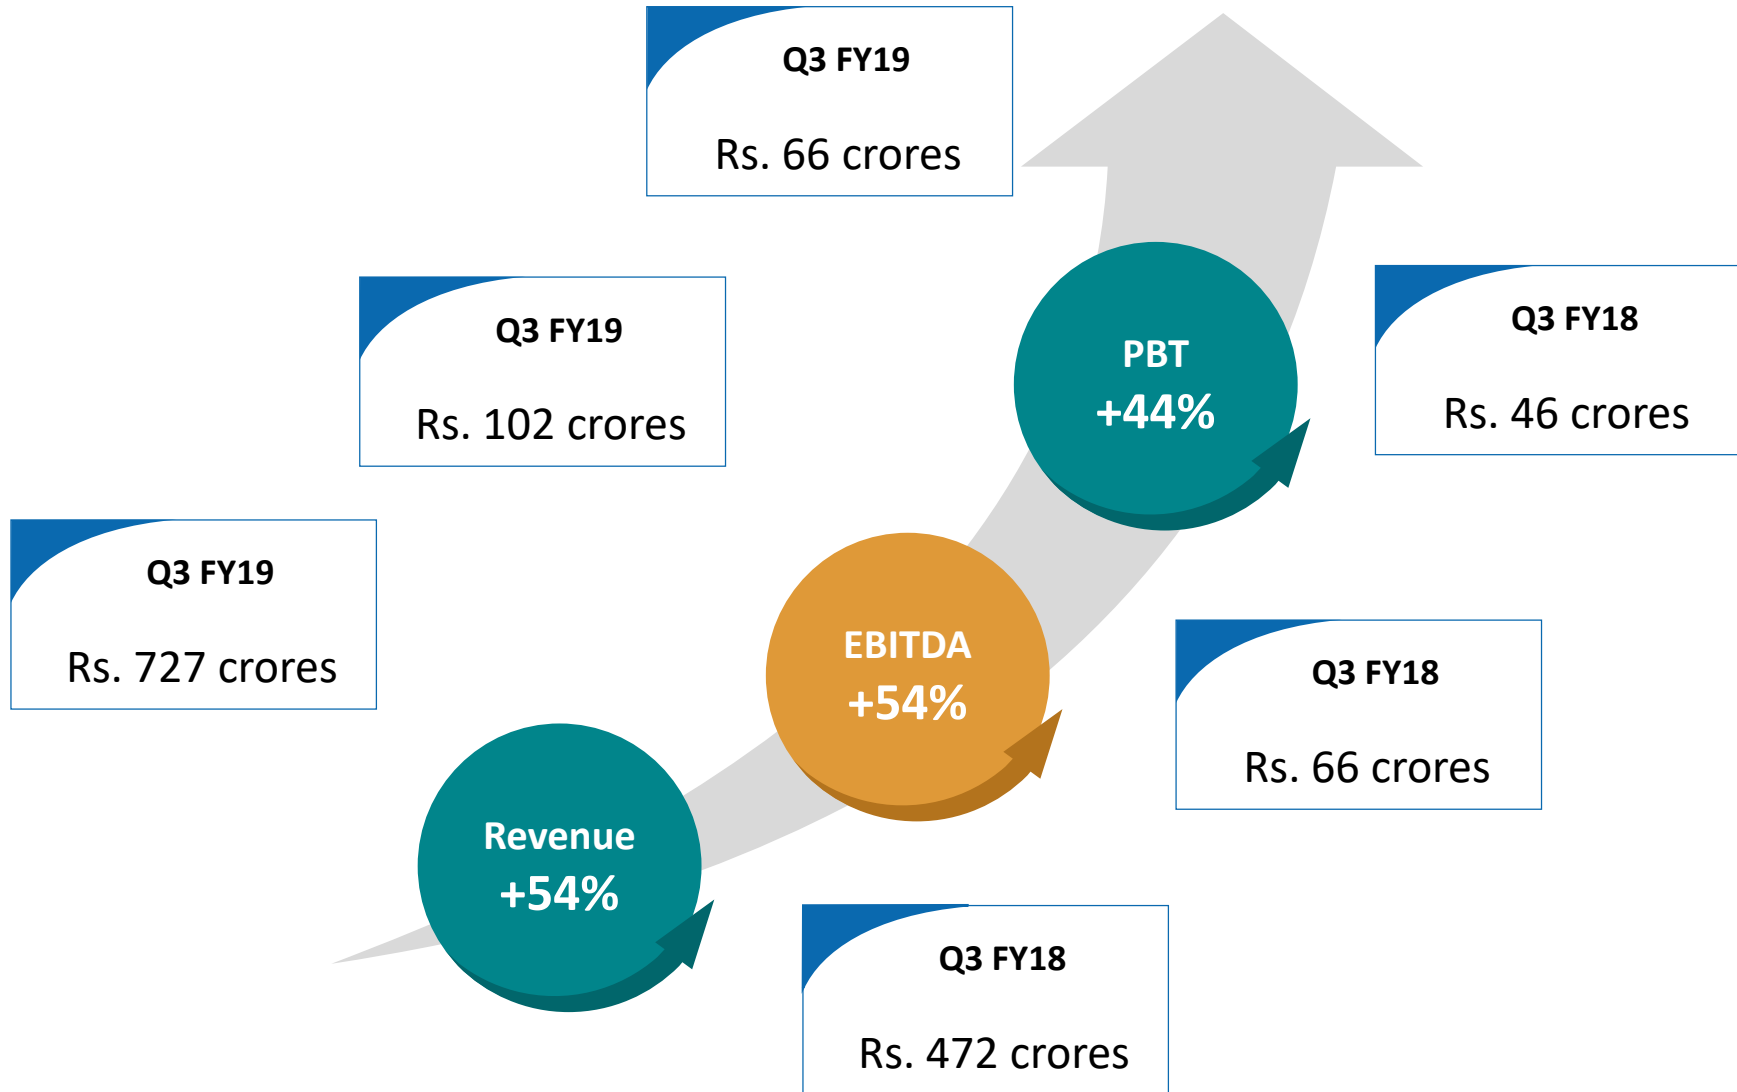 Q3 FY19
Rs. 66 crores
Q3 FY19
Rs. 102 crores
PBT
+44%
Q3 FY18
Rs. 46 crores
Q3 FY19
Rs. 727 crores
EBITDA
+54%
Q3 FY18
Rs. 66 crores
Revenue
+54%
Q3 FY18
Rs. 472 crores